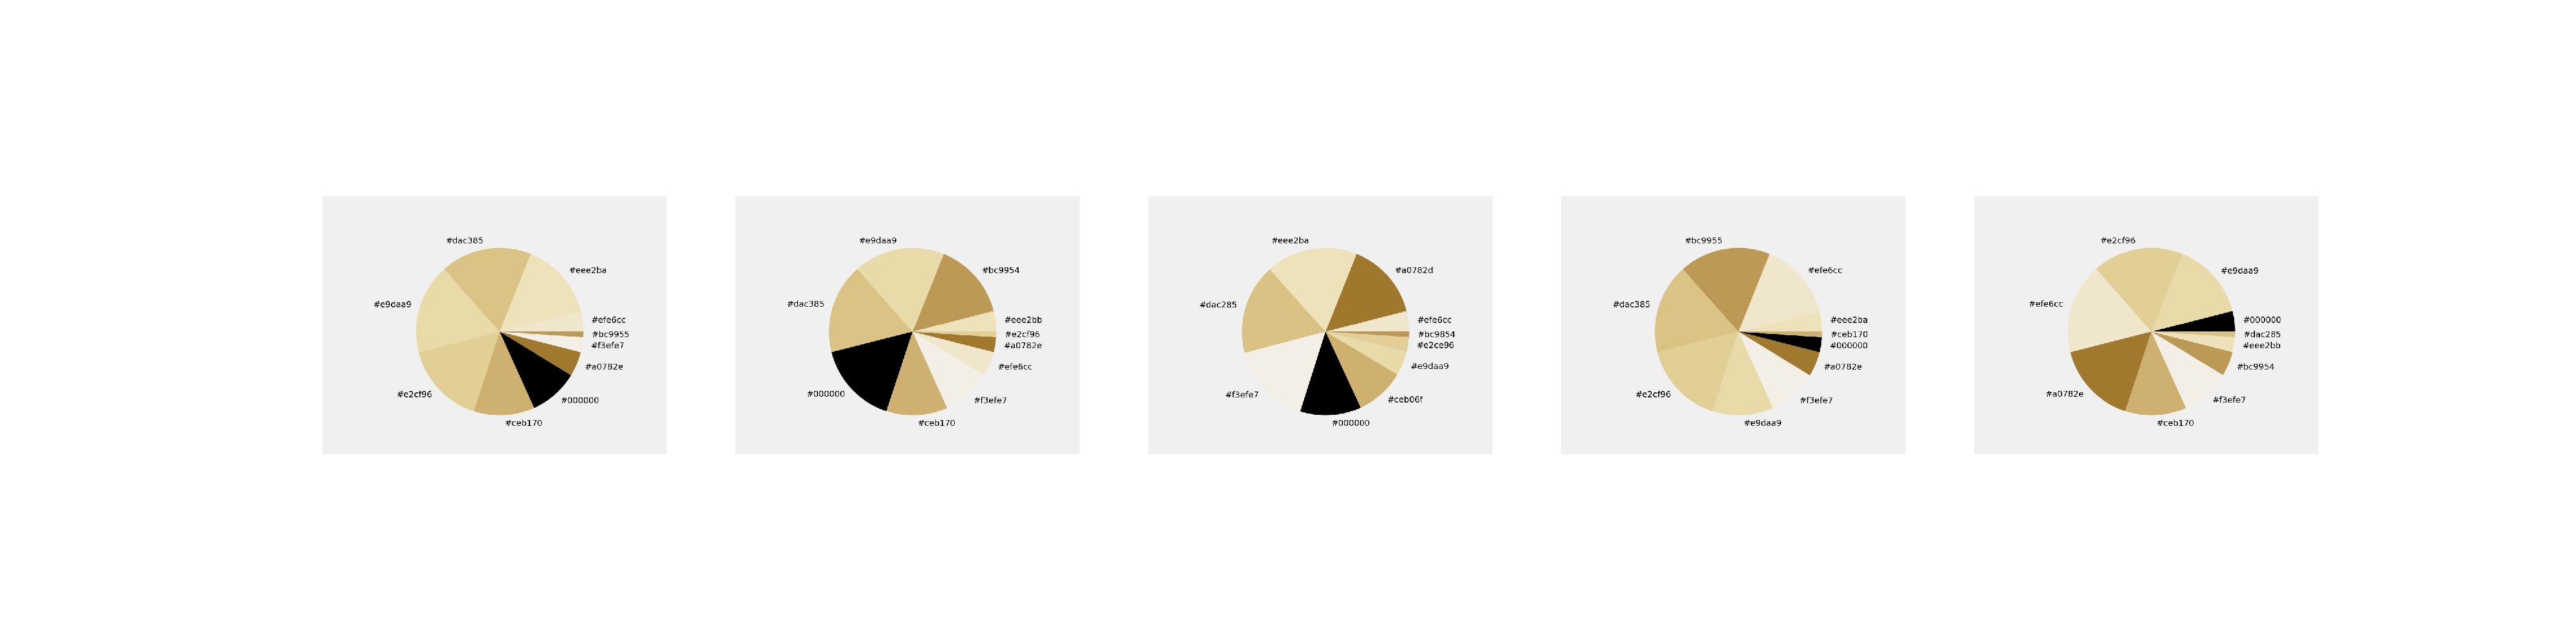 #dac385
#eee2ba
#e9daa9
#efe6cc
#bc9955
#f3efe7
#a0782e
#e2cf96
#000000
#ceb170
#e9daa9
#bc9954
#dac385
#eee2bb
#e2cf96
#a0782e
#efe6cc
#000000
#f3efe7
#ceb170
#eee2ba
#a0782d
#dac285
#efe6cc
#bc9854
#e2ce96
#e9daa9
#f3efe7
#ceb06f
#000000
#bc9955
#efe6cc
#dac385
#eee2ba
#ceb170
#000000
#a0782e
#e2cf96
#f3efe7
#e9daa9
#e2cf96
#e9daa9
#efe6cc
#000000
#dac285
#eee2bb
#bc9954
#a0782e
#f3efe7
#ceb170